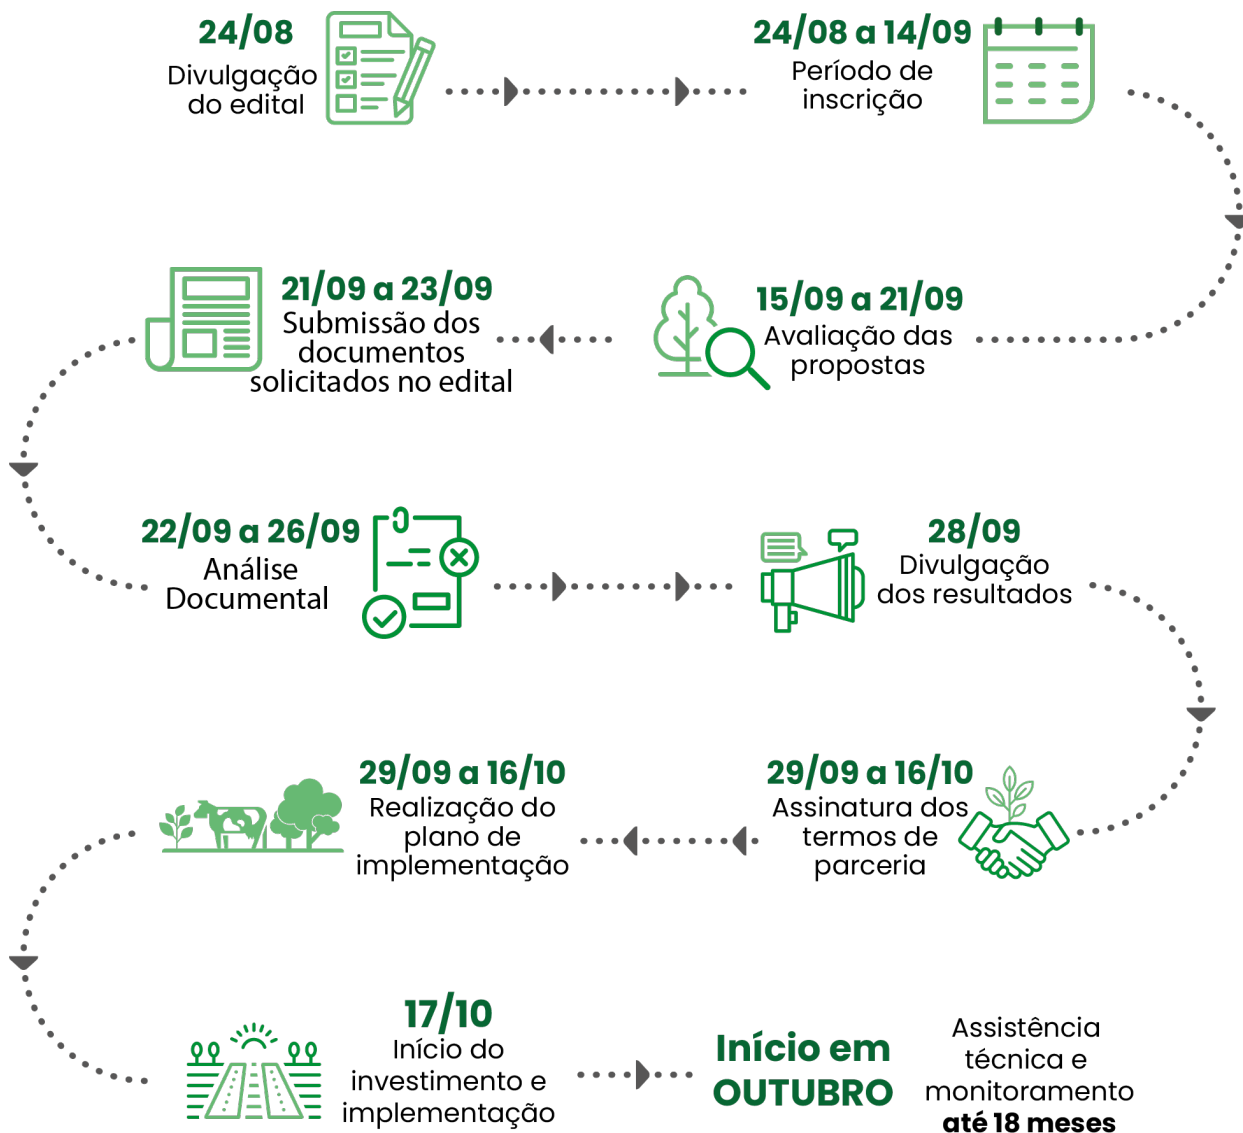 24/08
Divulgação
do edital
24/08 a 14/09
Período de
inscrição
15/09 a 21/09
Avaliação das
propostas
21/09 a 23/09
Submissão dos
documentos
solicitados no edital
22/09 a 26/09
Análise
Documental
28/09
Divulgação
dos resultados
29/09 a 16/10
Assinatura dos
termos de
parceria
29/09 a 16/10
Realização do
plano de
implementação
17/10
Início do
investimento e
implementação
Início em
OUTUBRO
Assistência
técnica e
monitoramento
até 18 meses